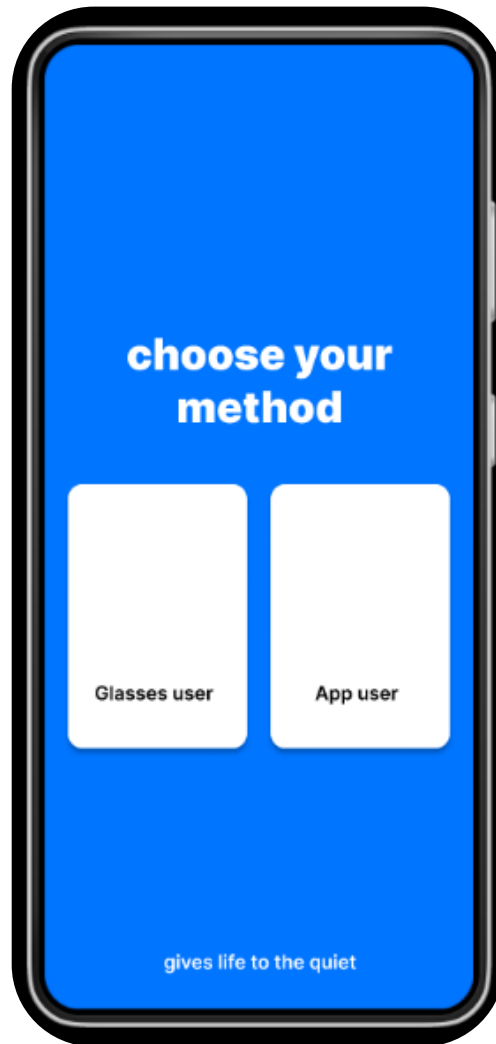 choose your
method
Glasses user
App user
gives life to the quiet